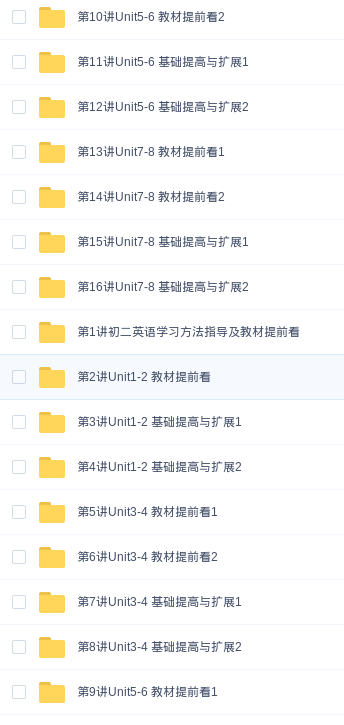 第10讲Unit5-6 教材提前看2
第11讲Unit5-6 基础提高与扩展1
第12讲Unit5-6 基础提高与扩展2
第13讲Unit7-8 教材提前看1
第14讲Unit7-8 教材提前看2
第15讲Unit7-8 基础提高与扩展1
第16讲Unit7-8 基础提高与扩展2
第1讲初二英语学习方法指导及教材提前看
第2讲Unit1-2 教材提前看
第3讲Unit1-2 基础提高与扩展1
第4讲Unit1-2 基础提高与扩展2
第5讲Unit3-4 教材提前看1
第6讲Unit3-4 教材提前看2
第7讲Unit3-4 基础提高与扩展1
第8讲Unit3-4 基础提高与扩展2
第9讲Unit5-6 教材提前看1